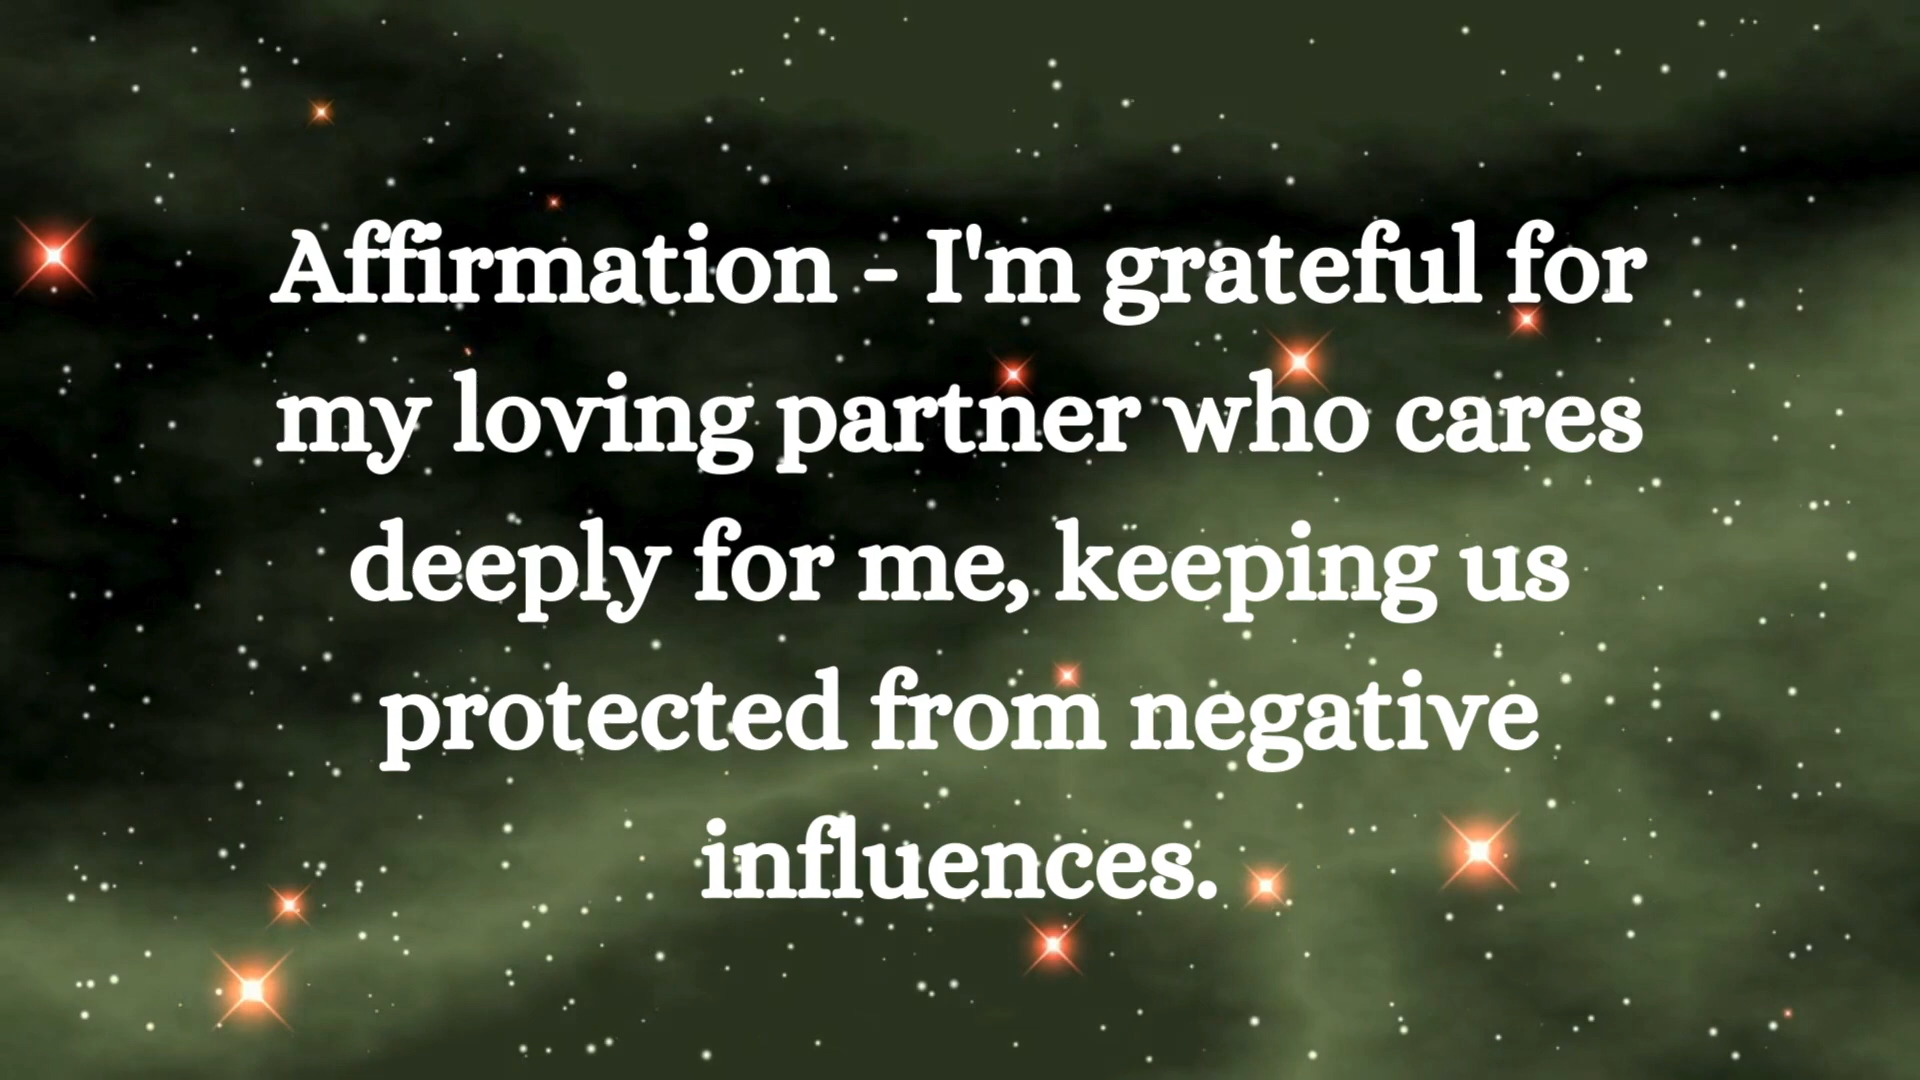 Affirmation - I'm grateful for
my loving partner who cares
deeply for me, keeping us
protected from negative
influences.